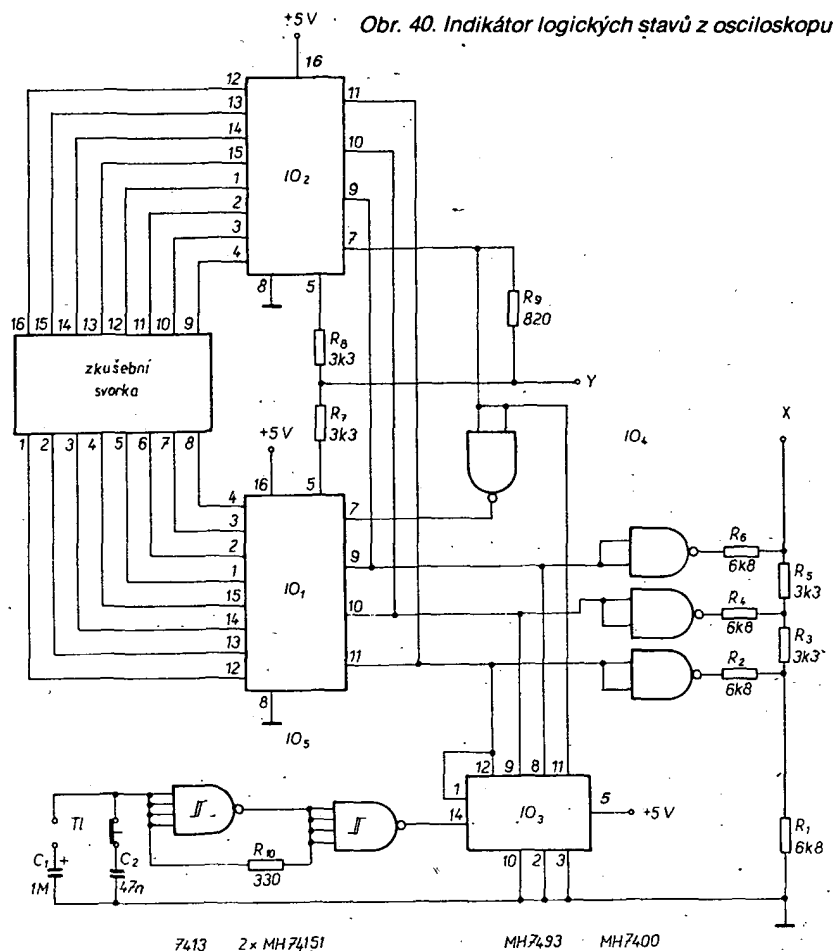 Obr. 40. Indikátor logických stavů z osciloskopu
+5 V
16
12
13
14
15
1
2
3
4
IO2
11
10
9
7
8
5
R9
820
R8
3k3
Y
R7
3k3
16 15 14 13 12 11 10 9
zkušební
svorka
1 2 3 4 5 6 7 8
+5 V
16
5
4
3
2
1
15
14
13
12
IO1
7
9
10
11
8
IO5
IO4
X
R6
6k8
R5
3k3
R4
6k8
R3
3k3
R2
6k8
R1
6k8
12 9 8 11
1
14
IO3
5
+5 V
10 2 3
Tl
C1 +
1M
C2
47n
R10
330
7413 2× MH74151 MH7493 MH7400